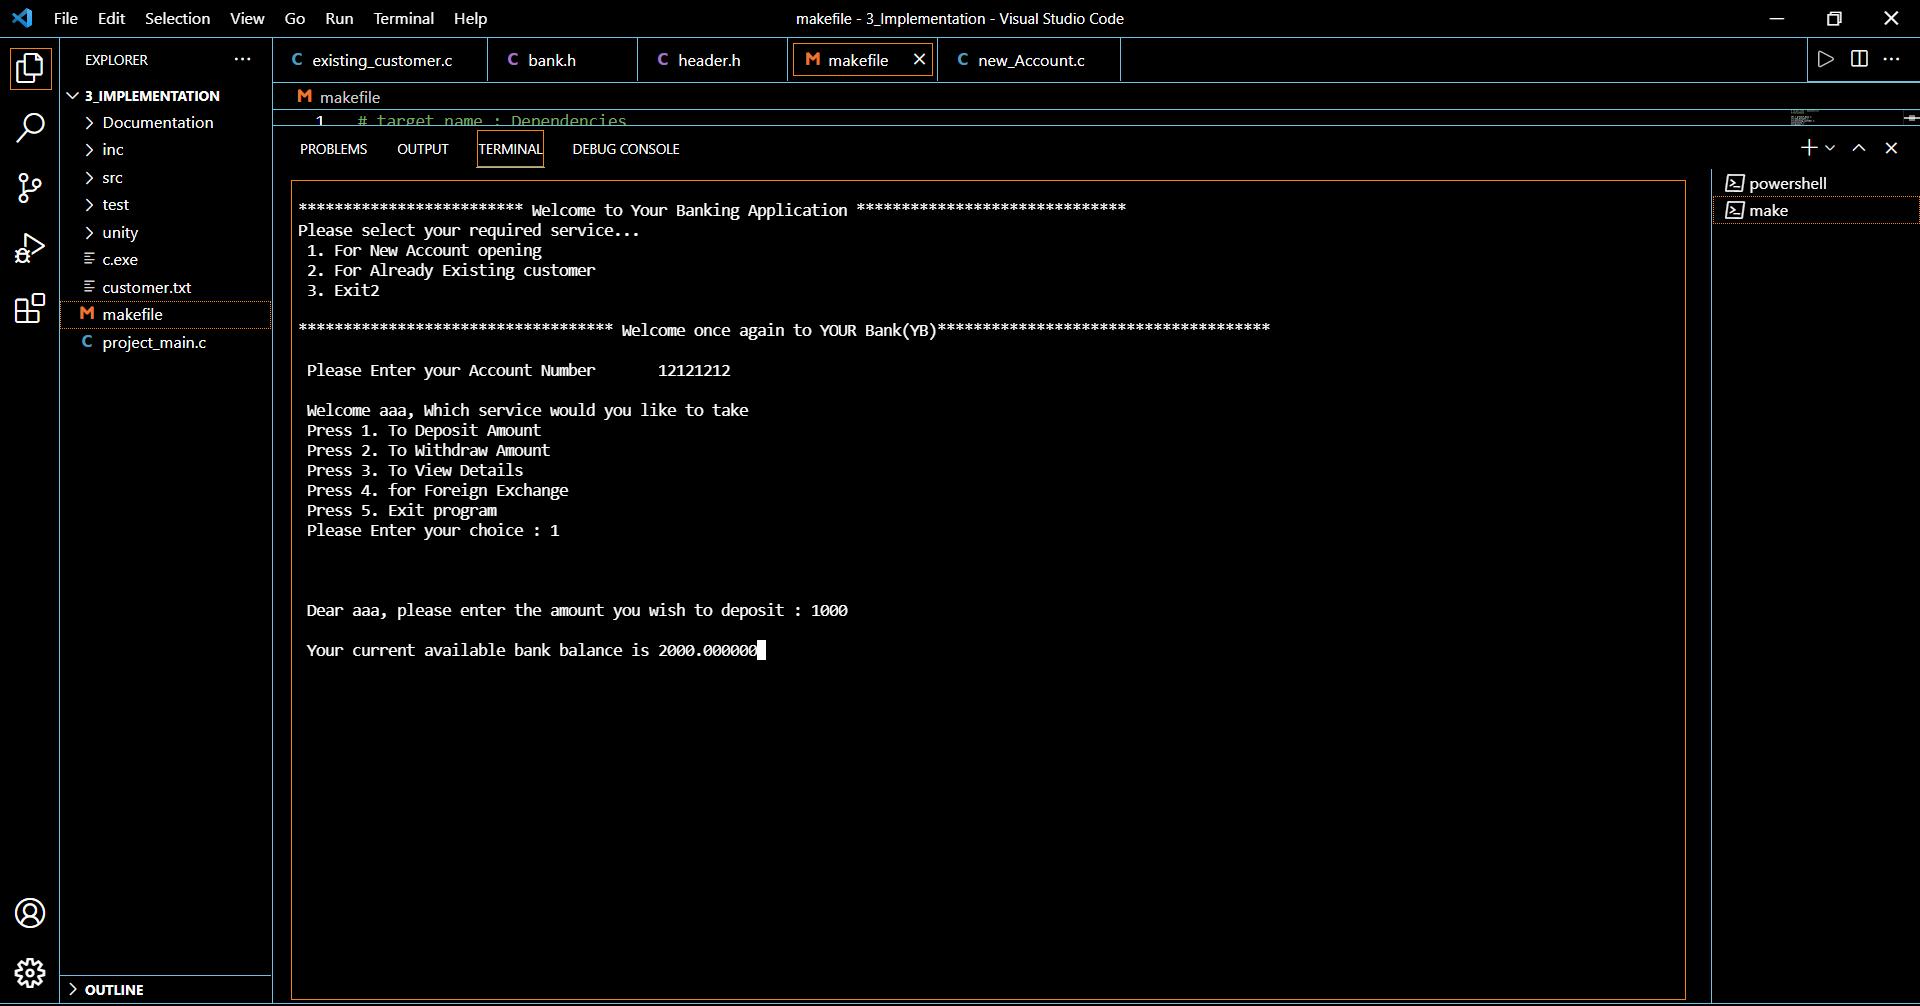 File Edit Selection View Go Run Terminal Help
makefile - 3_Implementation - Visual Studio Code
EXPLORER
3_IMPLEMENTATION
Documentation
inc
src
test
unity
c.exe
customer.txt
M makefile
C project_main.c
OUTLINE
C existing_customer.c
C bank.h
C header.h
M makefile
C new_Account.c
M makefile
1 # target name : Dependencies
PROBLEMS OUTPUT TERMINAL DEBUG CONSOLE
************************* Welcome to Your Banking Application ******************************
Please select your required service...
1. For New Account opening
2. For Already Existing customer
3. Exit2
*********************************** Welcome once again to YOUR Bank(YB)*************************************
Please Enter your Account Number 12121212
Welcome aaa, Which service would you like to take
Press 1. To Deposit Amount
Press 2. To Withdraw Amount
Press 3. To View Details
Press 4. for Foreign Exchange
Press 5. Exit program
Please Enter your choice : 1
Dear aaa, please enter the amount you wish to deposit : 1000
Your current available bank balance is 2000.000000
powershell
make